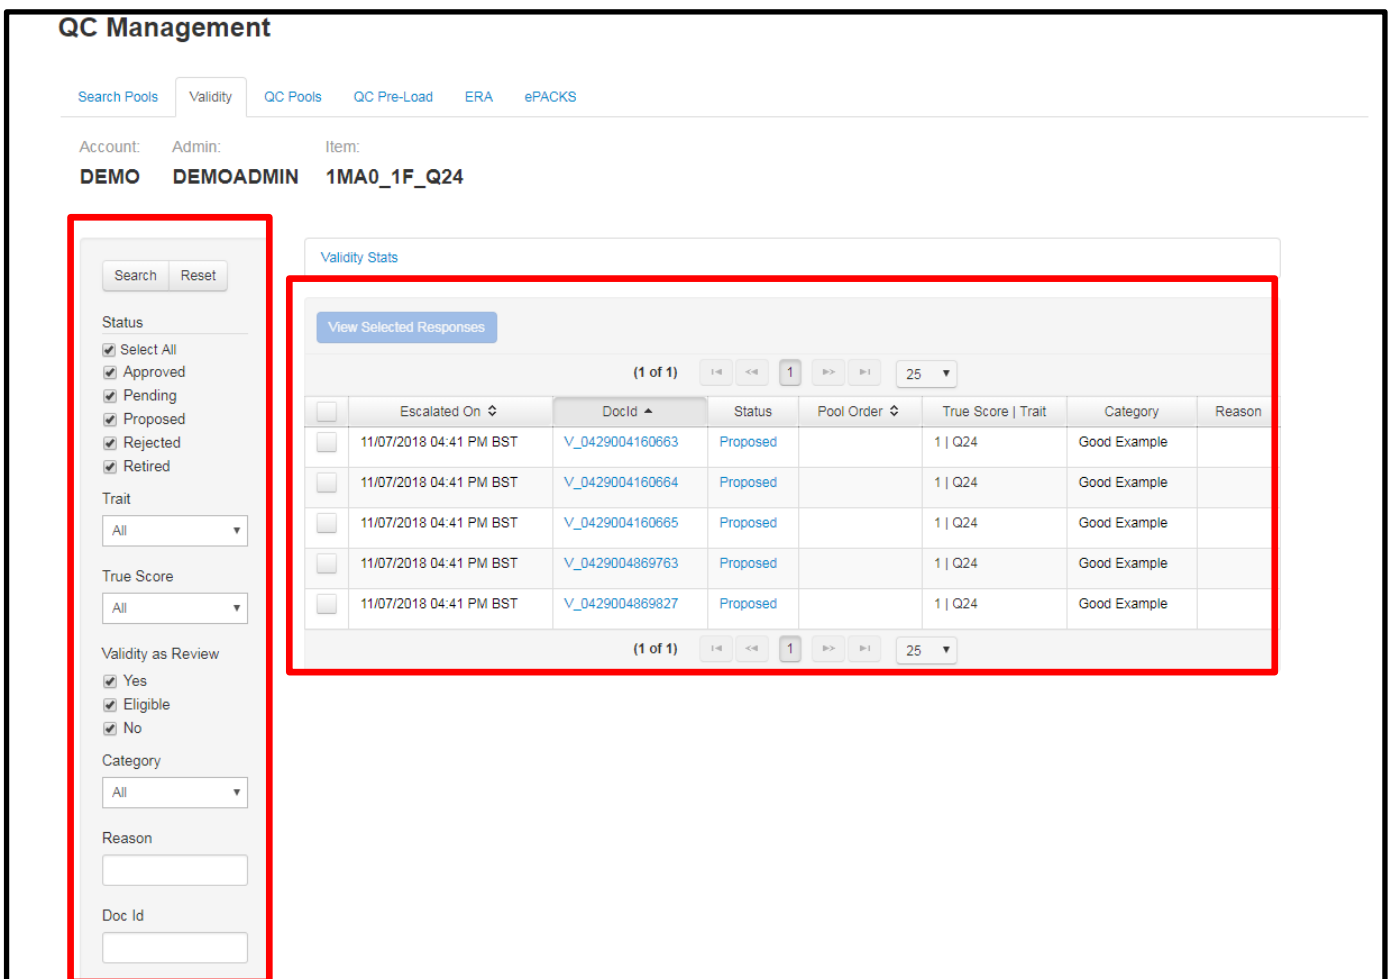 QC Management
Search Pools Validity QC Pools QC Pre-Load ERA ePACKS
Account: Admin: Item:
DEMO DEMOADMIN 1MA0_1F_Q24
Search Reset
Status
Select All
Approved
Pending
Proposed
Rejected
Retired
Trait
All
True Score
All
Validity as Review
Yes
Eligible
No
Category
All
Reason
Doc Id
Validity Stats
View Selected Responses
(1 of 1) 1 25
Escalated On DocId Status Pool Order True Score | Trait Category Reason
11/07/2018 04:41 PM BST V_0429004160663 Proposed 1 | Q24 Good Example
11/07/2018 04:41 PM BST V_0429004160664 Proposed 1 | Q24 Good Example
11/07/2018 04:41 PM BST V_0429004160665 Proposed 1 | Q24 Good Example
11/07/2018 04:41 PM BST V_0429004869763 Proposed 1 | Q24 Good Example
11/07/2018 04:41 PM BST V_0429004869827 Proposed 1 | Q24 Good Example
(1 of 1) 1 25